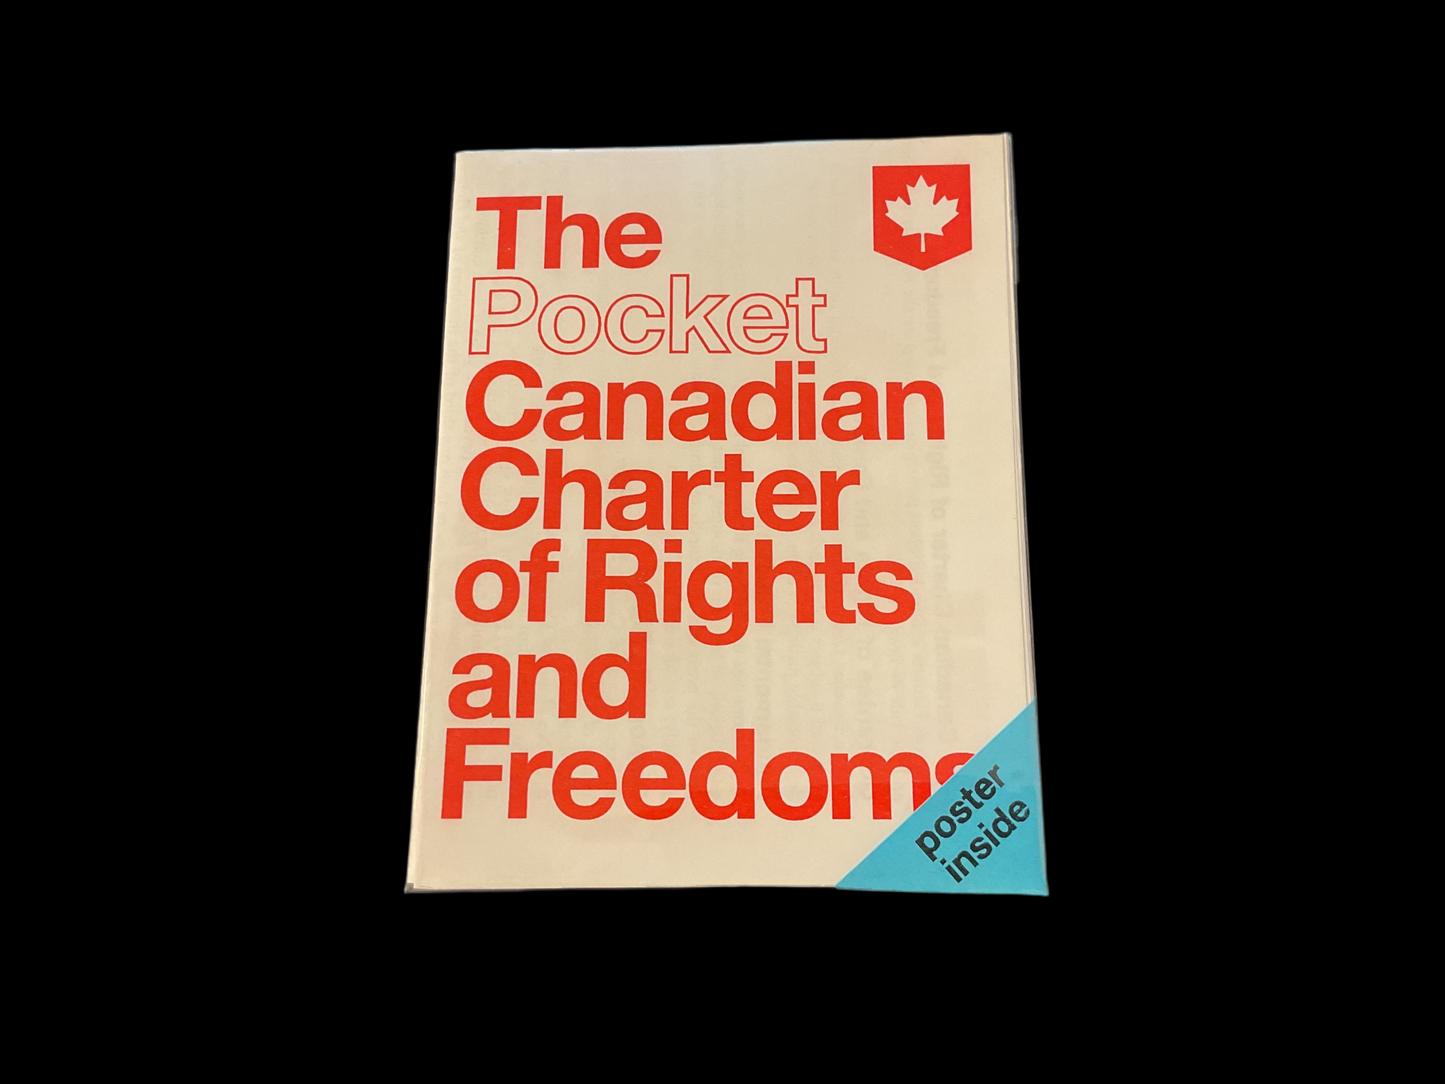 The
Pocket
Canadian
Charter
of Rights
and
Freedoms
poster
inside